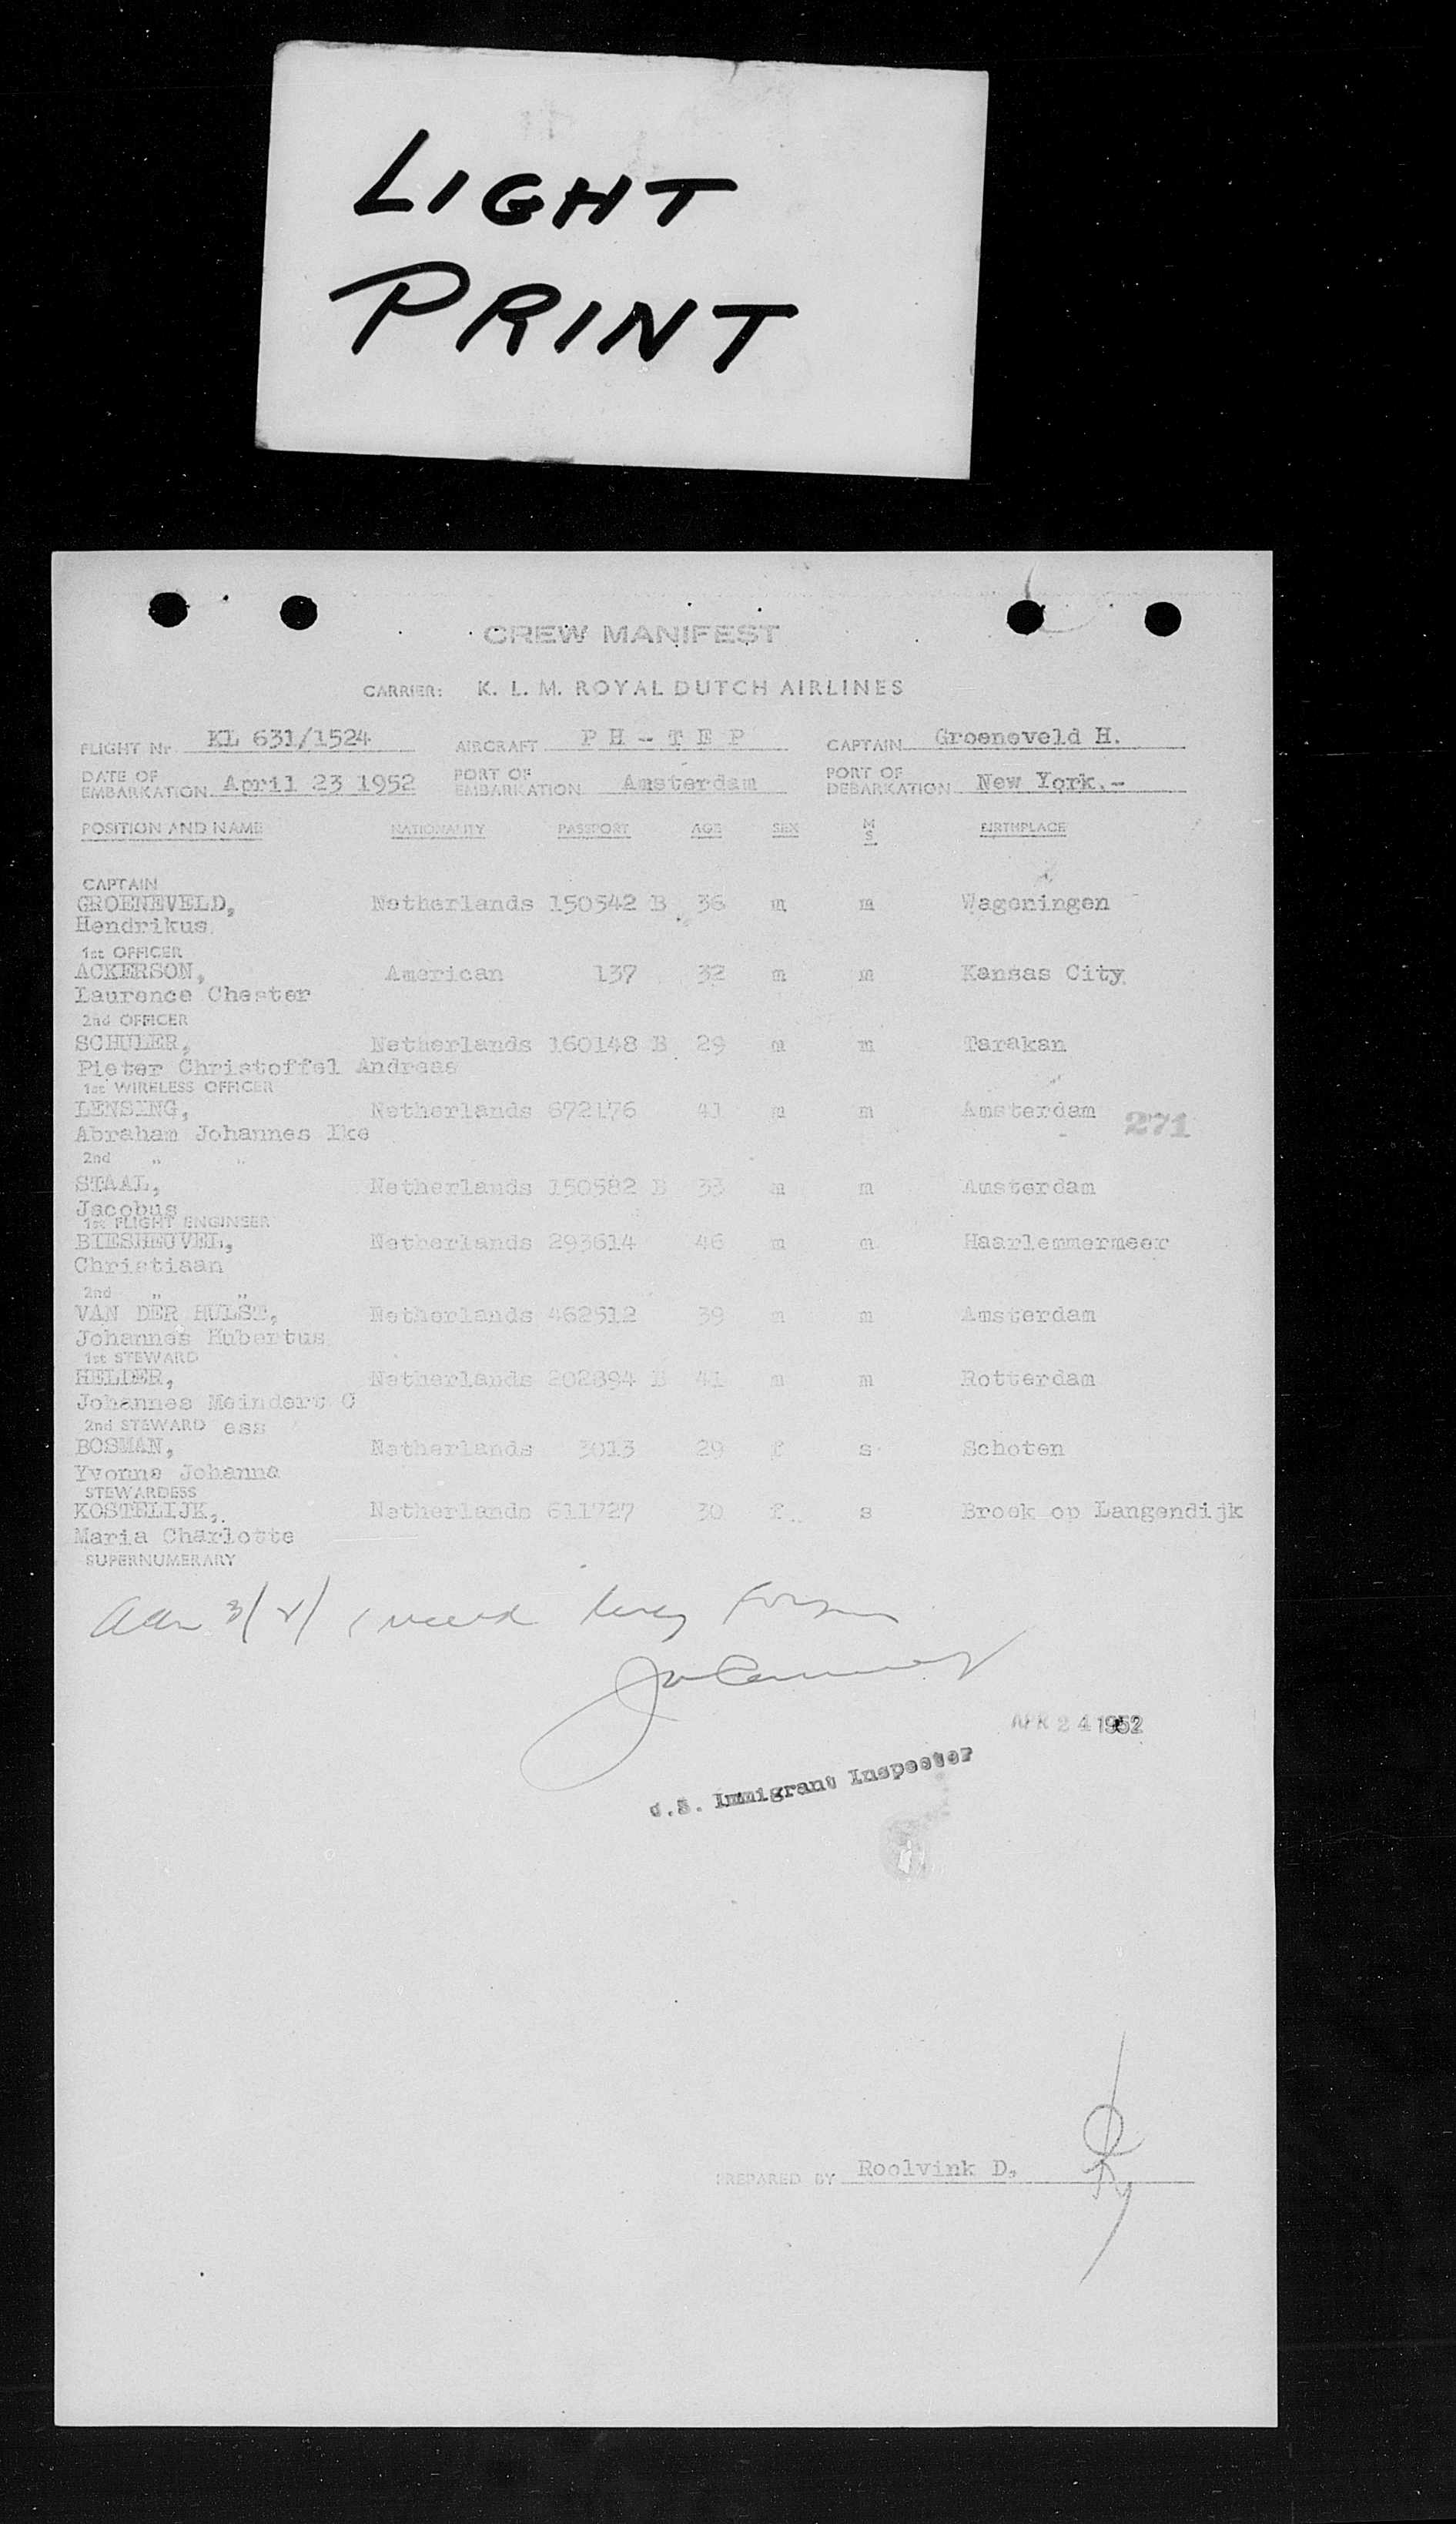 LIGHT
PRINT
CREW MANIFEST
CARRIER: K. L. M. ROYAL DUTCH AIRLINES
FLIGHT Nr KL 631/1524 AIRCRAFT P H - T E P CAPTAIN Groeneveld H.
DATE OF EMBARKATION April 23 1952 PORT OF EMBARKATION Amsterdam PORT OF DEBARKATION New York.-
POSITION AND NAME NATIONALITY PASSPORT AGE SEX M S BIRTHPLACE
CAPTAIN
GROENEVELD, Netherlands 150542 B 36 m m Wageningen
Hendrikus
1st OFFICER
ACKERSON, American 137 32 m m Kansas City
Laurence Chester
2nd OFFICER
SCHULER, Netherlands 160148 B 29 m m Tarakan
Pieter Christoffel Andreas
1st WIRELESS OFFICER
LENSING, Netherlands 672176 41 m m Amsterdam
271
Abraham Johannes Ike
2nd " "
STAAL, Netherlands 150582 B 33 m m Amsterdam
Jacobus
1st FLIGHT ENGINEER
BIESHEUVEL, Netherlands 293614 46 m m Haarlemmermeer
Christiaan
2nd " "
VAN DER HULST, Netherlands 462512 39 m m Amsterdam
Johannes Hubertus
1st STEWARD
HELDER, Netherlands 202894 B 41 m m Rotterdam
Johannes Meindert C
2nd STEWARD ess
BOSMAN, Netherlands 3013 29 f s Schoten
Yvonne Johanna
STEWARDESS
KOSTELIJK, Netherlands 611727 30 f. s Broek op Langendijk
Maria Charlotte
SUPERNUMERARY
APR 24 1952
U.S. Immigrant Inspector
PREPARED BY Roolvink D.